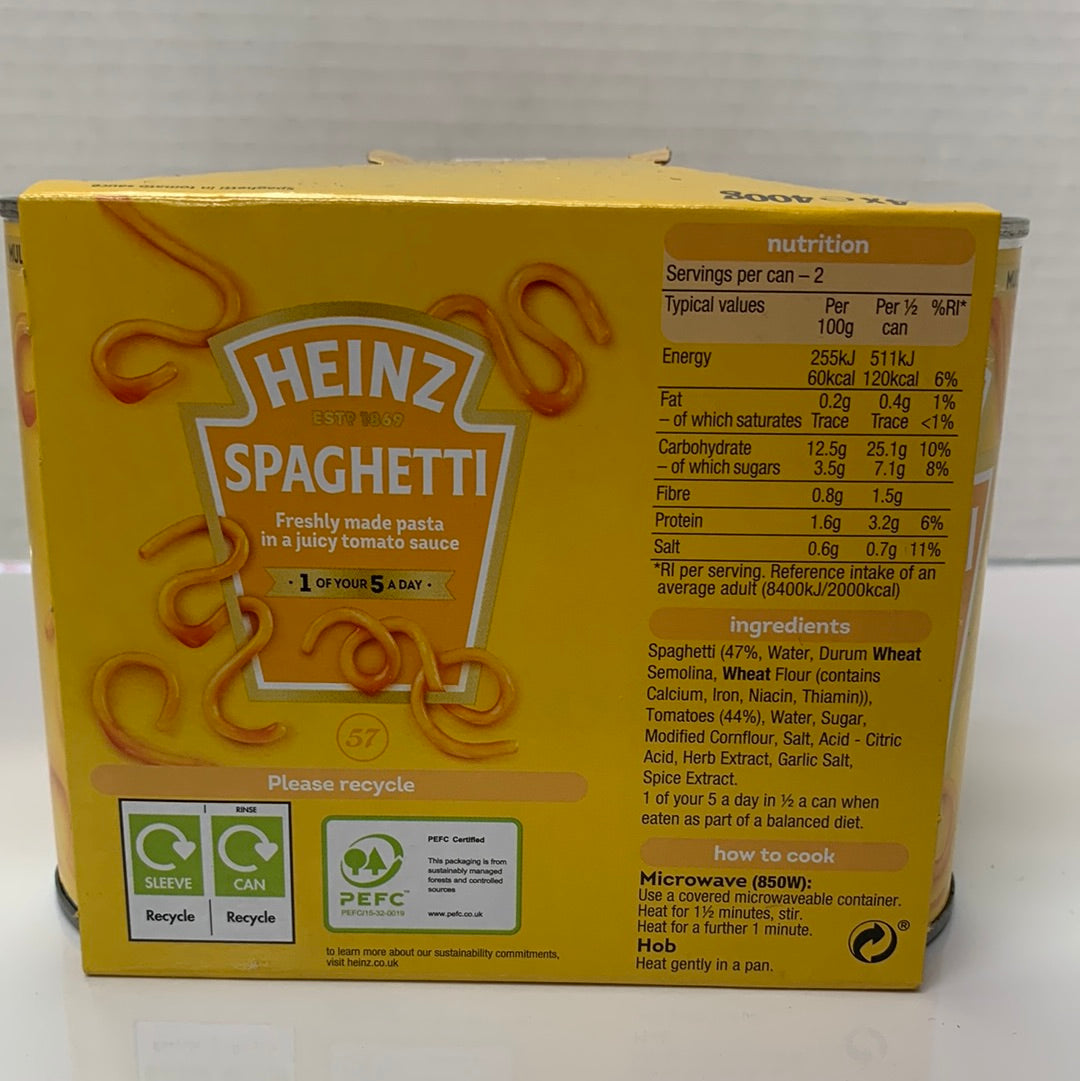 Spaghetti in tomato sauce
4x e 400g
HEINZ
ESTD 1869
SPAGHETTI
Freshly made pasta
in a juicy tomato sauce
· 1 OF YOUR 5 A DAY ·
57
Please recycle
RINSE
SLEEVE CAN
Recycle Recycle
PEFC™
PEFC/15-32-0019
PEFC Certified
This packaging is from
sustainably managed
forests and controlled
sources
www.pefc.co.uk
to learn more about our sustainability commitments,
visit heinz.co.uk
nutrition
Servings per can – 2
Typical values Per 100g Per ½ can %RI*
Energy 255kJ 511kJ
60kcal 120kcal 6%
Fat 0.2g 0.4g 1%
– of which saturates Trace Trace <1%
Carbohydrate 12.5g 25.1g 10%
– of which sugars 3.5g 7.1g 8%
Fibre 0.8g 1.5g
Protein 1.6g 3.2g 6%
Salt 0.6g 0.7g 11%
*RI per serving. Reference intake of an
average adult (8400kJ/2000kcal)
ingredients
Spaghetti (47%, Water, Durum Wheat
Semolina, Wheat Flour (contains
Calcium, Iron, Niacin, Thiamin)),
Tomatoes (44%), Water, Sugar,
Modified Cornflour, Salt, Acid - Citric
Acid, Herb Extract, Garlic Salt,
Spice Extract.
1 of your 5 a day in ½ a can when
eaten as part of a balanced diet.
how to cook
Microwave (850W):
Use a covered microwaveable container.
Heat for 1½ minutes, stir.
Heat for a further 1 minute.
Hob
Heat gently in a pan.
®